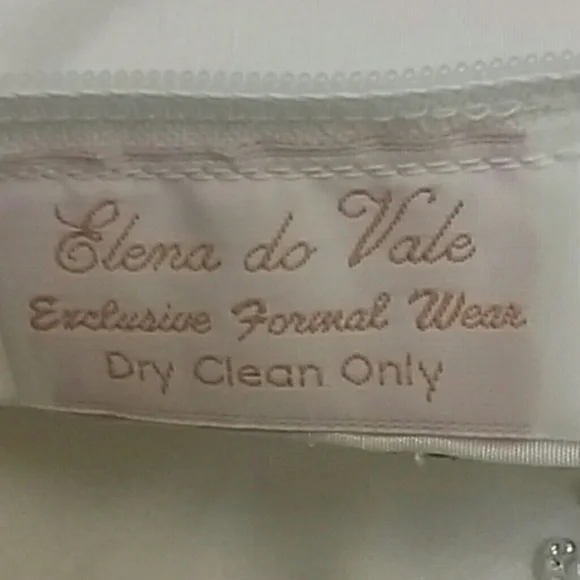 Elena do Vale
Exclusive Formal Wear
Dry Clean Only